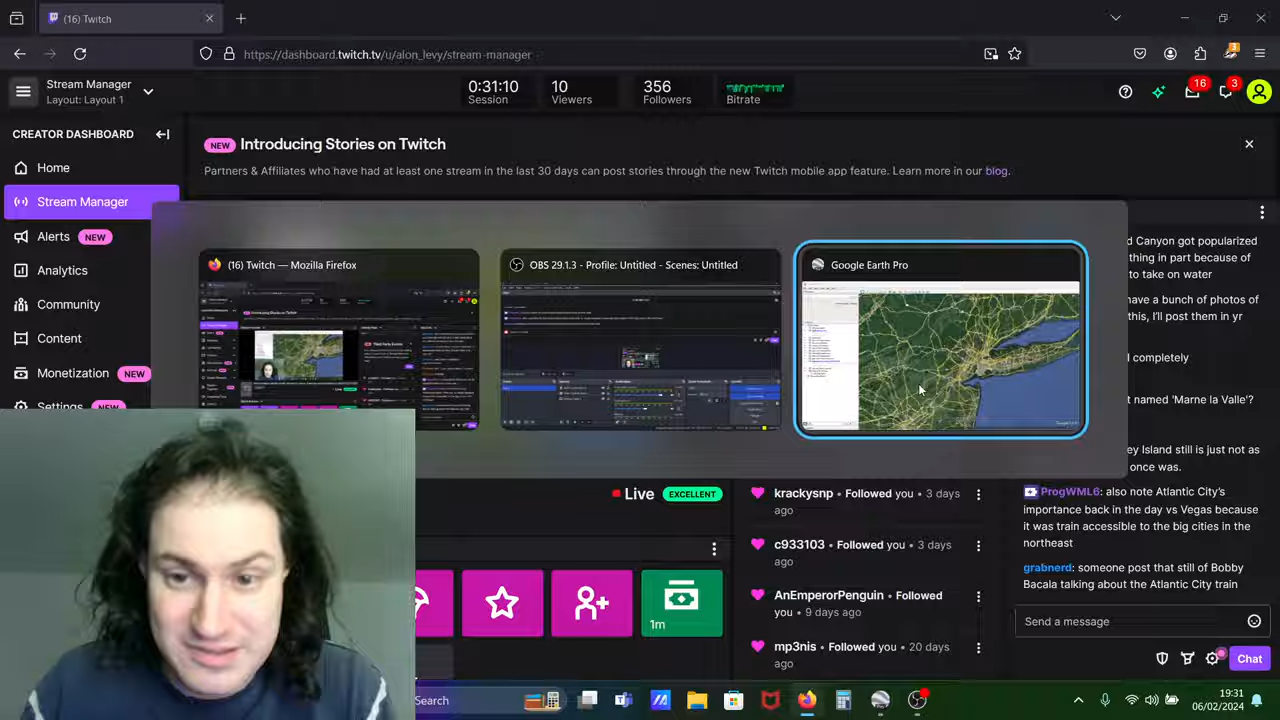 (16) Twitch
https://dashboard.twitch.tv/u/alon_levy/stream-manager
Stream Manager
Layout: Layout 1
0:31:10
Session
10
Viewers
356
Followers
Bitrate
16
3
CREATOR DASHBOARD
NEW Introducing Stories on Twitch
Partners & Affiliates who have had at least one stream in the last 30 days can post stories through the new Twitch mobile app feature. Learn more in our blog.
Home
Stream Manager
Alerts NEW
Analytics
Community
Content
Monetization NEW
Settings NEW
(16) Twitch — Mozilla Firefox
OBS 29.1.3 - Profile: Untitled - Scenes: Untitled
Google Earth Pro
d Canyon got popularized
thing in part because of
to take on water
have a bunch of photos of
this, I'll post them in yr
completely
named 'Marne la Valle'?
ey Island still is just not as
once was.
ProgWML6: also note Atlantic City's
importance back in the day vs Vegas because
it was train accessible to the big cities in the
northeast
grabnerd: someone post that still of Bobby
Bacala talking about the Atlantic City train
Live EXCELLENT
krackysnp • Followed you • 3 days
ago
c933103 • Followed you • 3 days
ago
AnEmperorPenguin • Followed
you • 9 days ago
mp3nis • Followed you • 20 days
ago
1m
Send a message
Chat
Search
19:31
06/02/2024